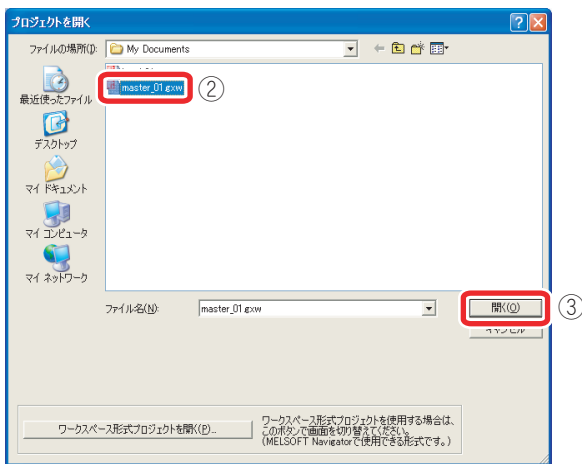 プロジェクトを開く
ファイルの場所(I):
My Documents
最近使ったファイル
master_01.gxw
②
デスクトップ
マイ ドキュメント
マイ コンピュータ
マイ ネットワーク
ファイル名(N):
master_01.gxw
開く(O)
③
キャンセル
ワークスペース形式プロジェクトを開く(P)...
ワークスペース形式プロジェクトを使用する場合は、
このボタンで画面を切り替えてください。
(MELSOFT Navigatorで使用できる形式です。)